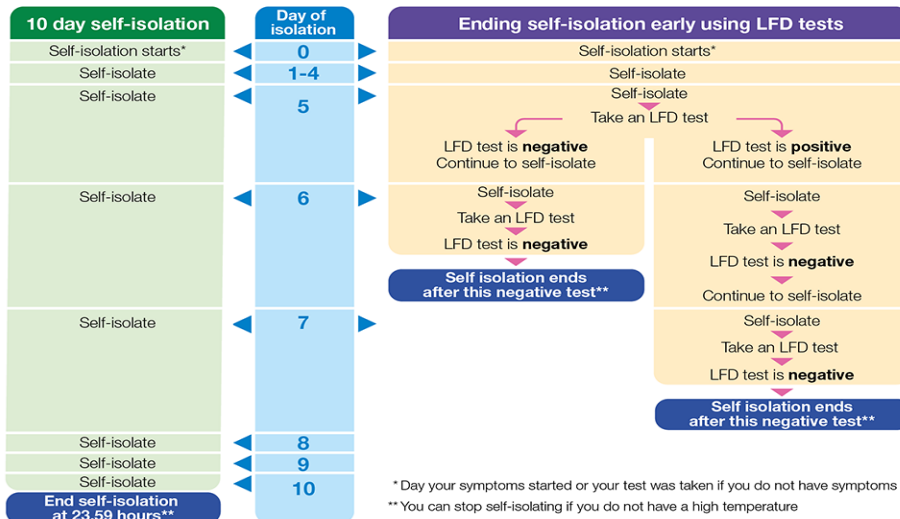 10 day self-isolation
Day of
isolation
Ending self-isolation early using LFD tests
Self-isolation starts*
0
Self-isolation starts*
Self-isolate
1-4
Self-isolate
Self-isolate
5
Self-isolate
Take an LFD test
LFD test is negative
Continue to self-isolate
LFD test is positive
Continue to self-isolate
Self-isolate
6
Self-isolate
Take an LFD test
LFD test is negative
Self isolation ends
after this negative test**
Self-isolate
Take an LFD test
LFD test is negative
Continue to self-isolate
Self-isolate
7
Self-isolate
Take an LFD test
LFD test is negative
Self isolation ends
after this negative test**
Self-isolate
8
Self-isolate
9
Self-isolate
10
End self-isolation
at 23.59 hours**
* Day your symptoms started or your test was taken if you do not have symptoms
** You can stop self-isolating if you do not have a high temperature